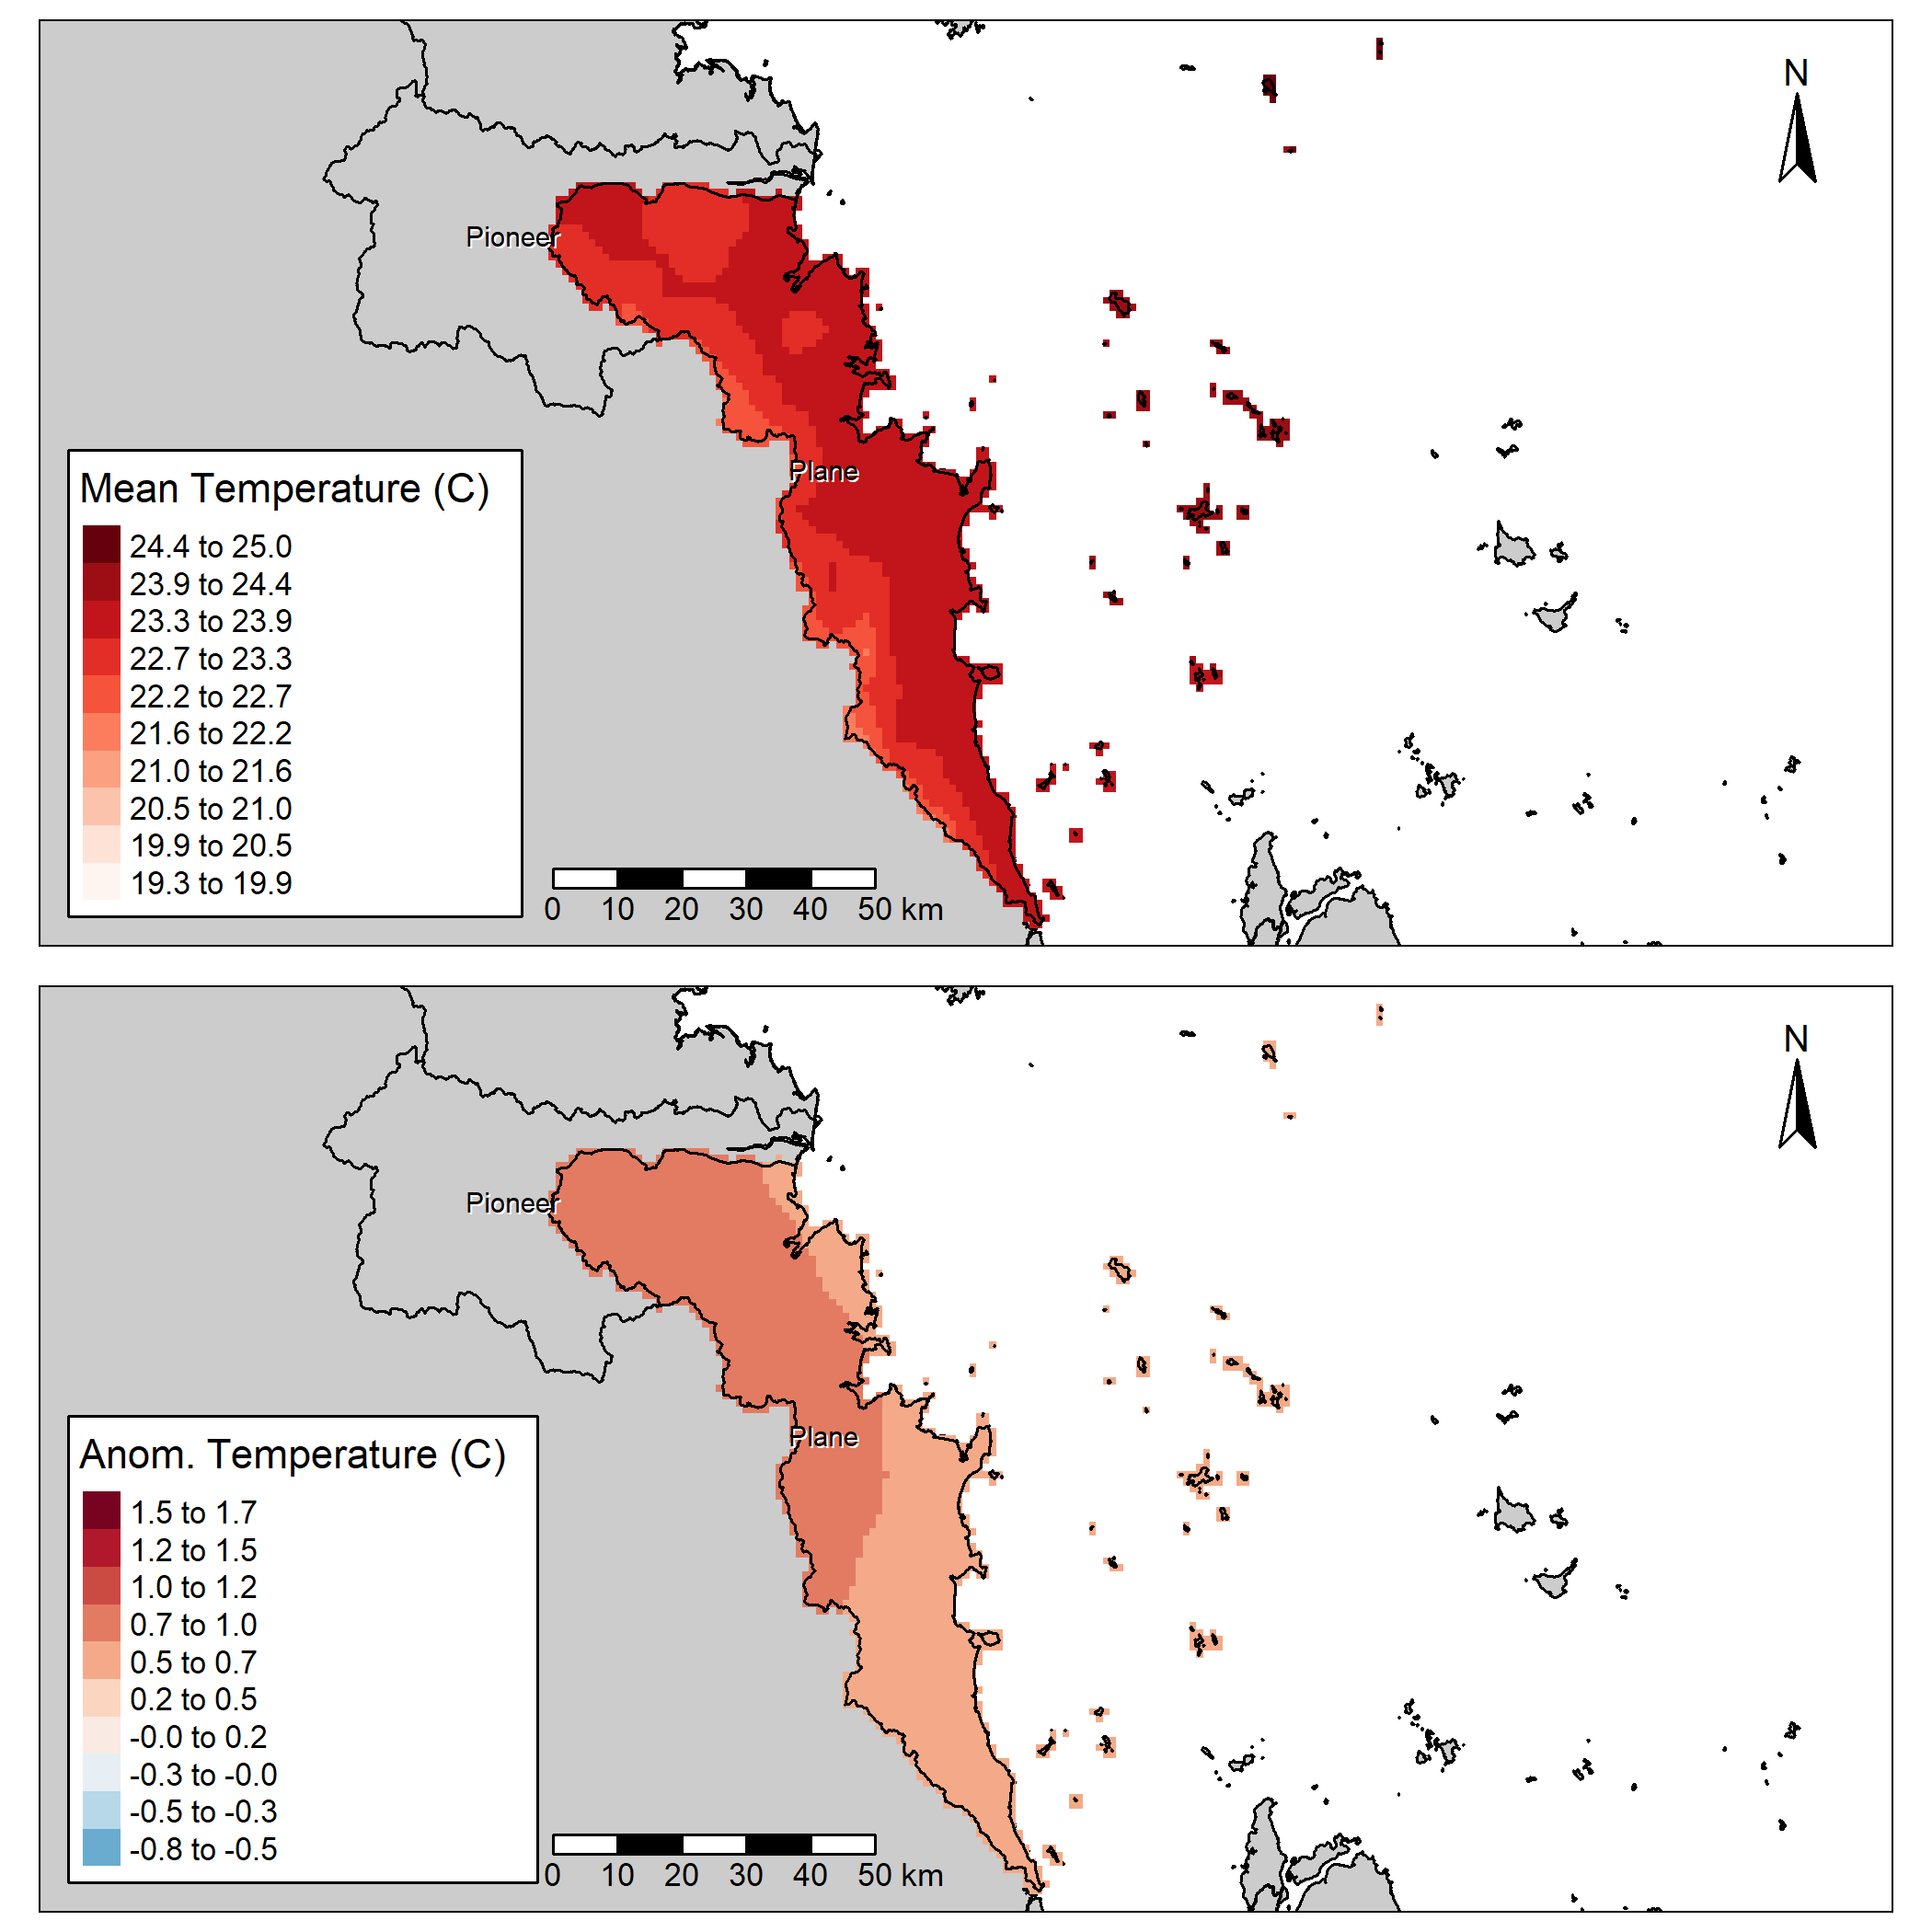 N
Pioneer
Plane
Mean Temperature (C)
24.4 to 25.0
23.9 to 24.4
23.3 to 23.9
22.7 to 23.3
22.2 to 22.7
21.6 to 22.2
21.0 to 21.6
20.5 to 21.0
19.9 to 20.5
19.3 to 19.9
0 10 20 30 40 50 km
N
Pioneer
Plane
Anom. Temperature (C)
1.5 to 1.7
1.2 to 1.5
1.0 to 1.2
0.7 to 1.0
0.5 to 0.7
0.2 to 0.5
-0.0 to 0.2
-0.3 to -0.0
-0.5 to -0.3
-0.8 to -0.5
0 10 20 30 40 50 km